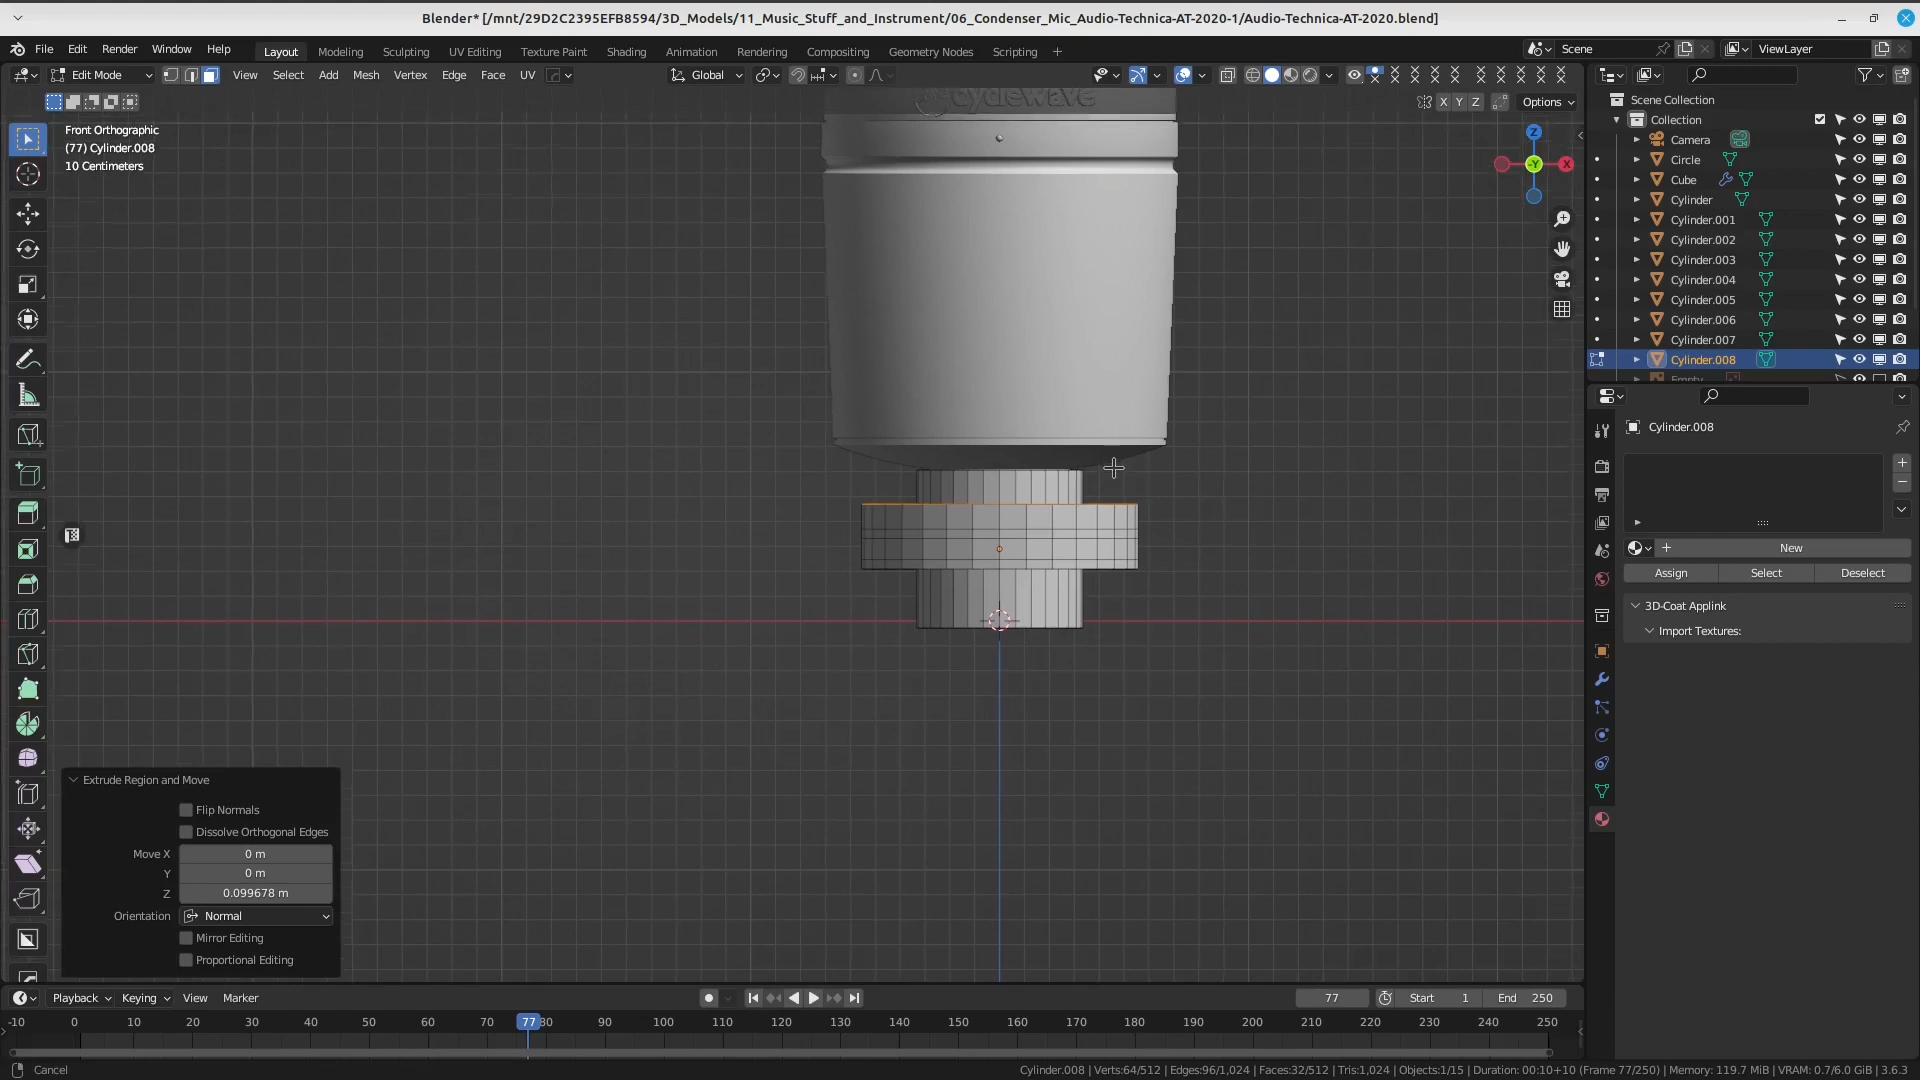 Blender* [/mnt/29D2C2395EFB8594/3D_Models/11_Music_Stuff_and_Instrument/06_Condenser_Mic_Audio-Technica-AT-2020-1/Audio-Technica-AT-2020.blend]
File Edit Render Window Help Layout Modeling Sculpting UV Editing Texture Paint Shading Animation Rendering Compositing Geometry Nodes Scripting + Scene ViewLayer
Edit Mode View Select Add Mesh Vertex Edge Face UV Global
X Y Z Options
Front Orthographic
(77) Cylinder.008
10 Centimeters
cyclewave
Z
-Y X
Scene Collection
Collection
Camera
Circle
Cube
Cylinder
Cylinder.001
Cylinder.002
Cylinder.003
Cylinder.004
Cylinder.005
Cylinder.006
Cylinder.007
Cylinder.008
Empty
Cylinder.008
New
Assign Select Deselect
3D-Coat Applink
Import Textures:
Extrude Region and Move
Flip Normals
Dissolve Orthogonal Edges
Move X 0 m
Y 0 m
Z 0.099678 m
Orientation Normal
Mirror Editing
Proportional Editing
Playback Keying View Marker 77 Start 1 End 250
-10 0 10 20 30 40 50 60 70 77 80 90 100 110 120 130 140 150 160 170 180 190 200 210 220 230 240 250
Cancel Cylinder.008 | Verts:64/512 | Edges:96/1,024 | Faces:32/512 | Tris:1,024 | Objects:1/15 | Duration: 00:10+10 (Frame 77/250) | Memory: 119.7 MiB | VRAM: 0.7/6.0 GiB | 3.6.3